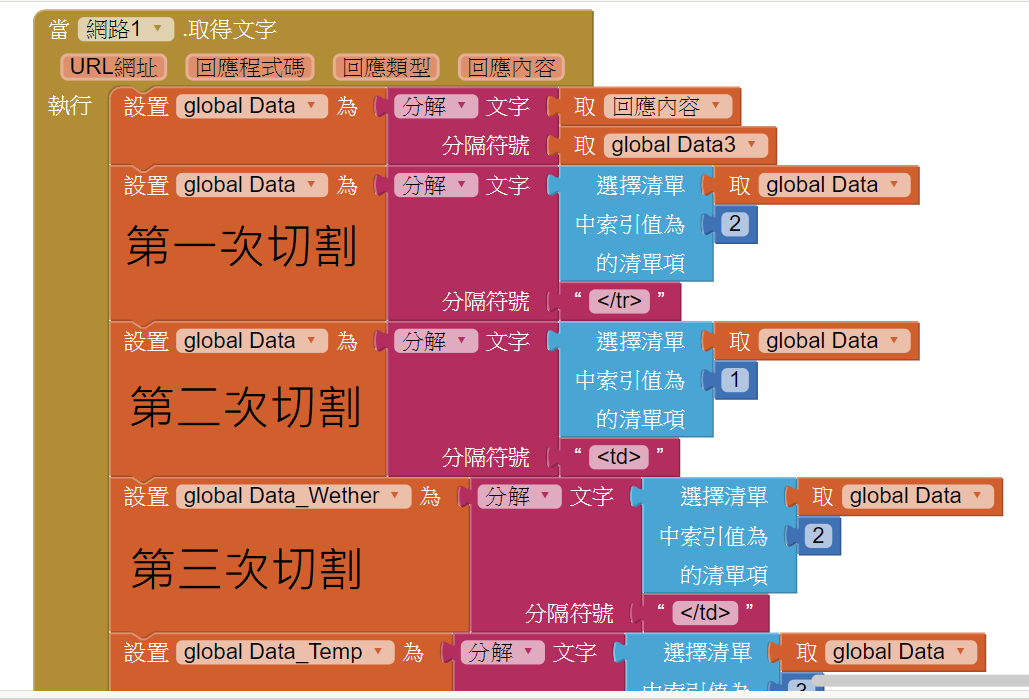 當 網路1 .取得文字
URL網址 回應程式碼 回應類型 回應內容
執行 設置 global Data 為 分解 文字 取 回應內容
分隔符號 取 global Data3
設置 global Data 為 分解 文字 選擇清單 取 global Data
中索引值為 2
第一次切割
的清單項
分隔符號 “ </tr> ”
設置 global Data 為 分解 文字 選擇清單 取 global Data
中索引值為 1
第二次切割
的清單項
分隔符號 “ <td> ”
設置 global Data_Wether 為 分解 文字 選擇清單 取 global Data
中索引值為 2
第三次切割
的清單項
分隔符號 “ </td> ”
設置 global Data_Temp 為 分解 文字 選擇清單 取 global Data
中索引值為